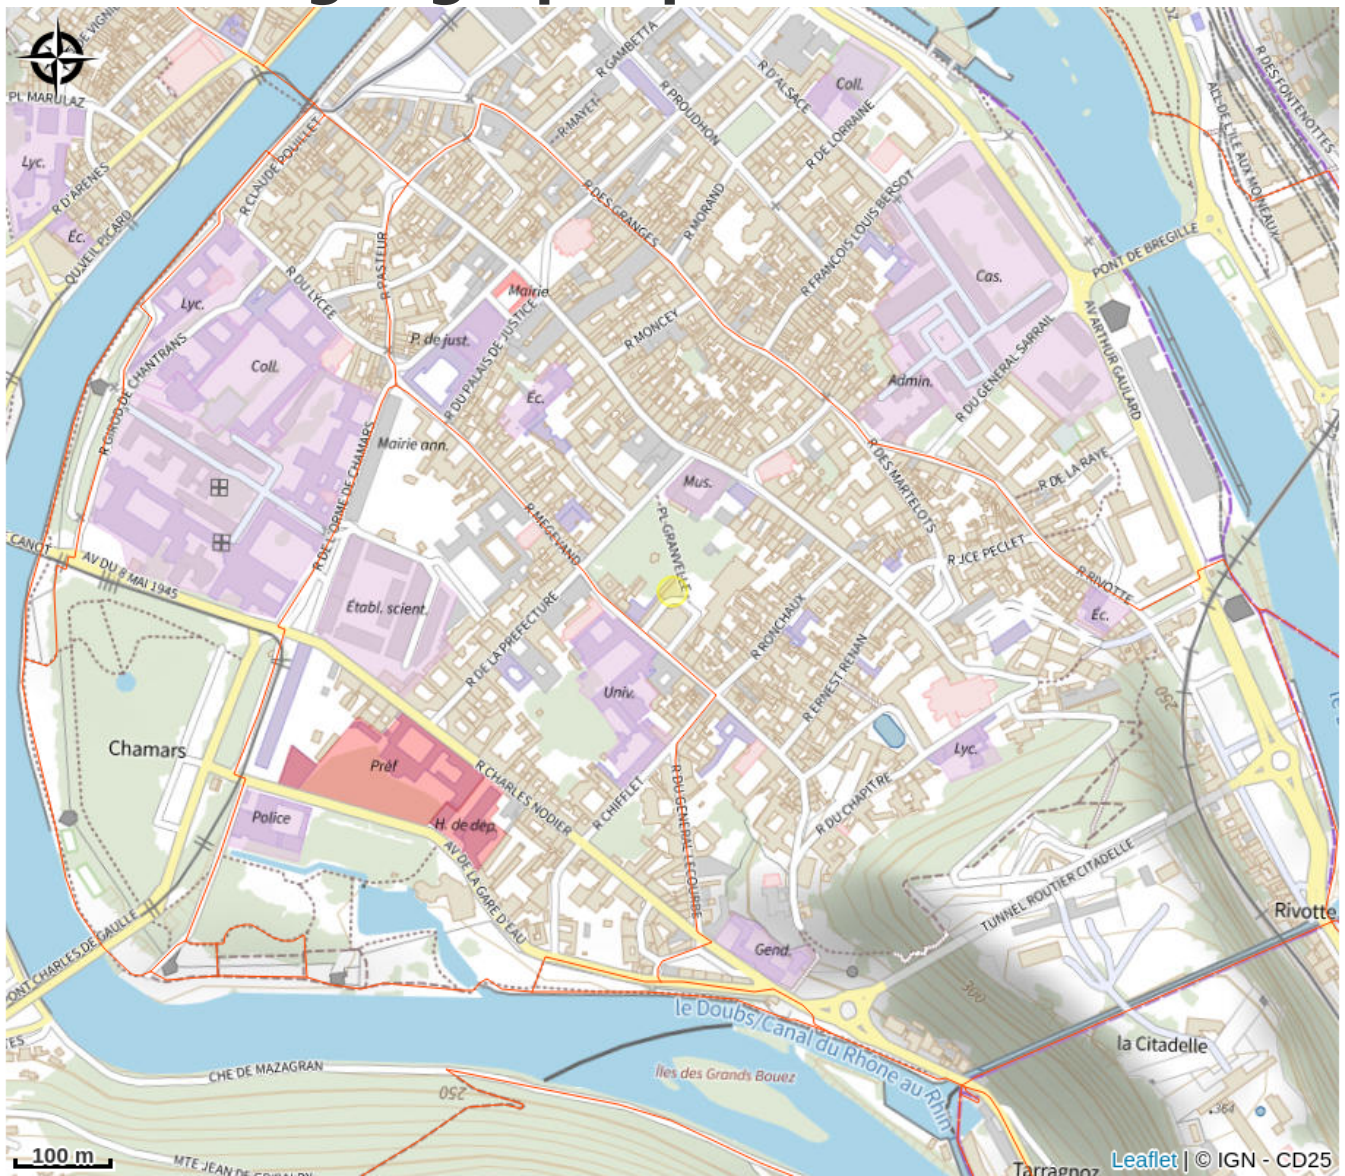 DE VIGNIE
PL MARULAZ
Lyc.
R D'ARENES
Éc.
QU VEIL PICARD
R CLAUDE POUILLET
R GAMBETTA
R MAYET
R PROUDHON
R D'ALSACE
Coll.
R DE LORRAINE
R DES FONTENOTTES
ALL DE L'ILE AUX MOINEAUX
R DES GRANGES
R MORAND
R FRANCOIS LOUIS BERSOT
PONT DE BREGILLE
R PASTEUR
Lyc.
R DU LYCEE
Mairie
Cas.
R MONCEY
P. de just.
R DU PALAIS DE JUSTICE
Coll.
R GIROD DE CHANTRANS
Éc.
Admin.
R DU GENERAL SARRAIL
AV ARTHUR GAULARD
Mairie ann.
R DE L'ORME DE CHAMARS
Mus.
R DES MARTELOTS
R DE LA RAYE
CANOT
AV DU 8 MAI 1945
R MEGEVAND
PL GRANVELLE
R JCE PECLET
R RIVOTTE
Éc.
Établ. scient.
R DE LA PREFECTURE
R RONCHAUX
R ERNEST RENAN
Univ.
250
Chamars
Préf
R CHARLES NODIER
R CHIFFLET
R DU GENERAL LECOURBE
R DU CHAPITRE
Lyc.
Police
H. de dép.
AV DE LA GARE D'EAU
TUNNEL ROUTIER CITADELLE
Rivotte
Gend.
PONT CHARLES DE GAULLE
300
le Doubs/Canal du Rhône au Rhin
la Citadelle
CHE DE MAZAGRAN
250
Îles des Grands Bouez
364
100 m
Tarragnoz
Leaflet | © IGN - CD25